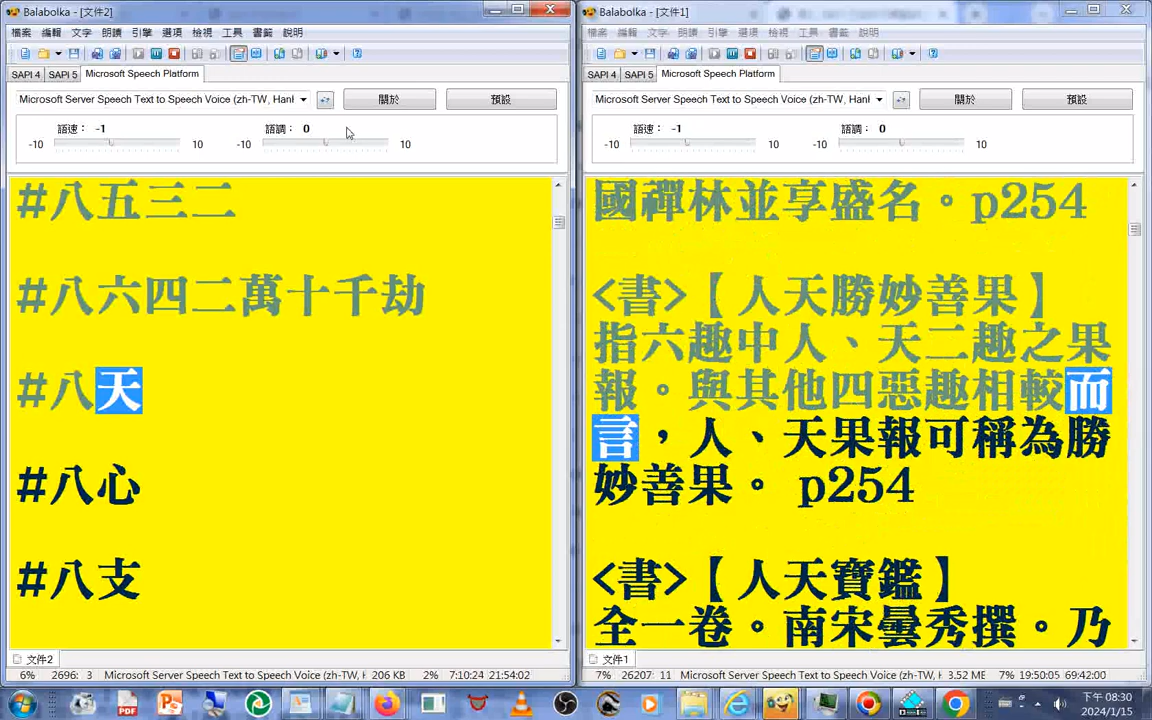 Balabolka - [文件2]
檔案 編輯 文字 朗讀 引擎 選項 檢視 工具 書籤 說明
SAPI 4 SAPI 5 Microsoft Speech Platform
Microsoft Server Speech Text to Speech Voice (zh-TW, HanH 關於 預設
語速： -1 語調： 0
-10 10 -10 10
#八五三二
#八六四二萬十千劫
#八天
#八心
#八支
文件2
6% 2696: 3 Microsoft Server Speech Text to Speech Voice (zh-TW, H 206 KB 2% 7:10:24 21:54:02
Balabolka - [文件1]
檔案 編輯 文字 朗讀 引擎 選項 檢視 工具 書籤 說明
SAPI 4 SAPI 5 Microsoft Speech Platform
Microsoft Server Speech Text to Speech Voice (zh-TW, HanH 關於 預設
語速： -1 語調： 0
-10 10 -10 10
國禪林並享盛名。p254
<書>【人天勝妙善果】
指六趣中人、天二趣之果
報。與其他四惡趣相較而
言，人、天果報可稱為勝
妙善果。 p254
<書>【人天寶鑑】
全一卷。南宋曇秀撰。乃
文件1
7% 26207: 11 Microsoft Server Speech Text to Speech Voice (zh-TW, H 3.52 ME 7% 19:50:05 69:42:00
下午 08:30
2024/1/15